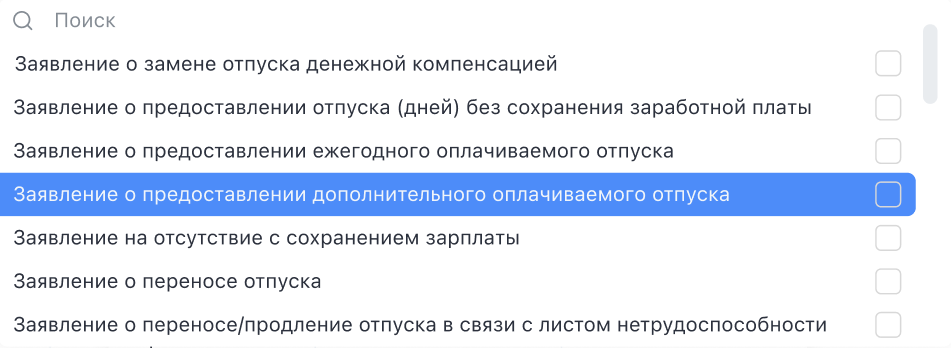 Поиск
Заявление о замене отпуска денежной компенсацией
Заявление о предоставлении отпуска (дней) без сохранения заработной платы
Заявление о предоставлении ежегодного оплачиваемого отпуска
Заявление о предоставлении дополнительного оплачиваемого отпуска
Заявление на отсутствие с сохранением зарплаты
Заявление о переносе отпуска
Заявление о переносе/продление отпуска в связи с листом нетрудоспособности